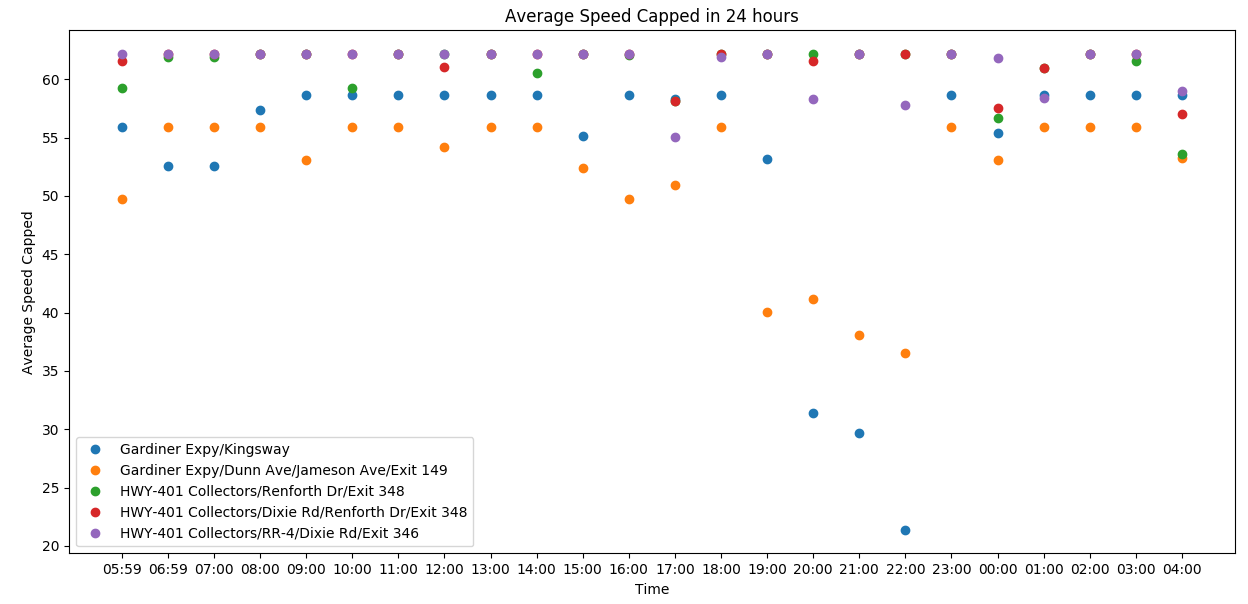 Average Speed Capped in 24 hours
Average Speed Capped
60
55
50
45
40
35
30
25
20
Gardiner Expy/Kingsway
Gardiner Expy/Dunn Ave/Jameson Ave/Exit 149
HWY-401 Collectors/Renforth Dr/Exit 348
HWY-401 Collectors/Dixie Rd/Renforth Dr/Exit 348
HWY-401 Collectors/RR-4/Dixie Rd/Exit 346
05:59 06:59 07:00 08:00 09:00 10:00 11:00 12:00 13:00 14:00 15:00 16:00 17:00 18:00 19:00 20:00 21:00 22:00 23:00 00:00 01:00 02:00 03:00 04:00
Time